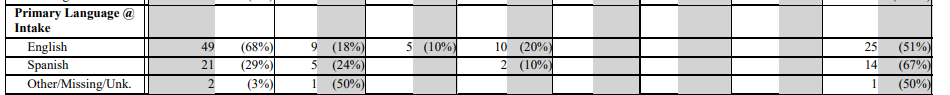 Primary Language @
Intake
English 49 (68%) 9 (18%) 5 (10%) 10 (20%) 25 (51%)
Spanish 21 (29%) 5 (24%) 2 (10%) 14 (67%)
Other/Missing/Unk. 2 (3%) 1 (50%) 1 (50%)